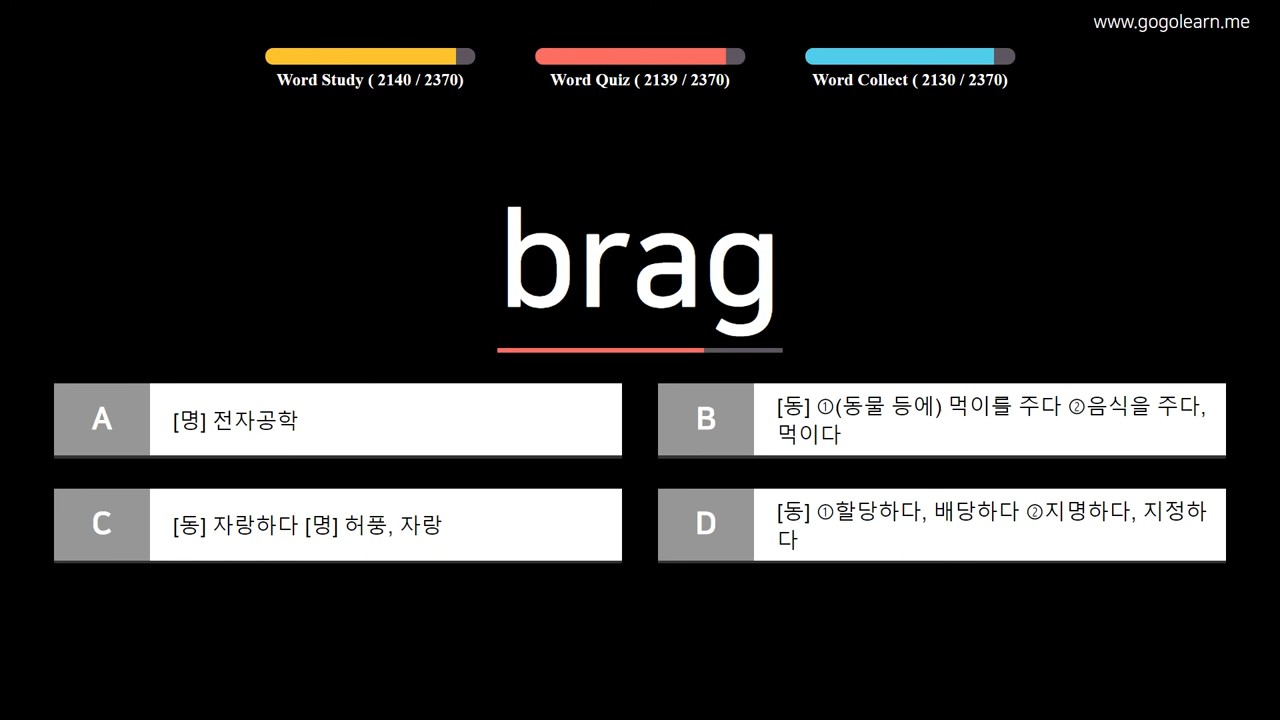 www.gogolearn.me
Word Study ( 2140 / 2370)
Word Quiz ( 2139 / 2370)
Word Collect ( 2130 / 2370)
brag
A
[명] 전자공학
B
[동] ①(동물 등에) 먹이를 주다 ②음식을 주다,
먹이다
C
[동] 자랑하다 [명] 허풍, 자랑
D
[동] ①할당하다, 배당하다 ②지명하다, 지정하
다